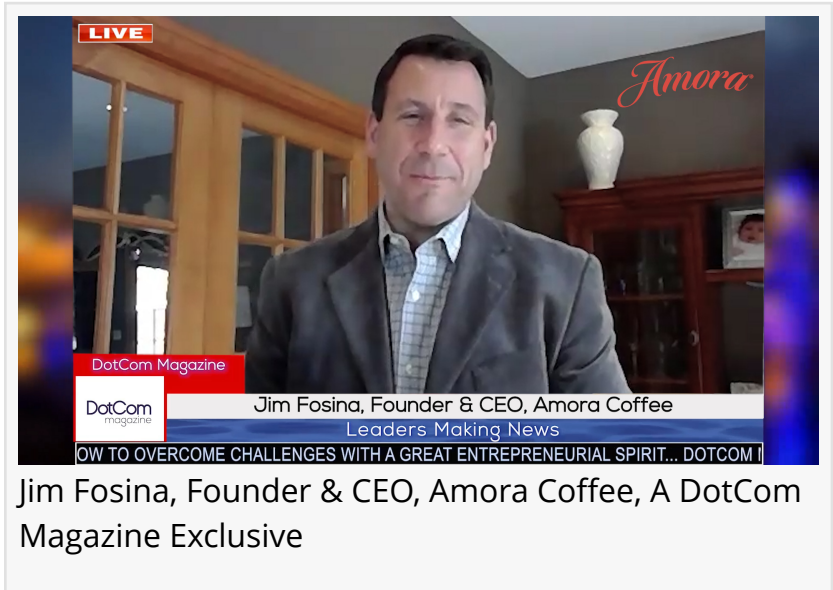 LIVE
Amora
DotCom Magazine
DotCom
magazine
Jim Fosina, Founder & CEO, Amora Coffee
Leaders Making News
OW TO OVERCOME CHALLENGES WITH A GREAT ENTREPRENEURIAL SPIRIT... DOTCOM
Jim Fosina, Founder & CEO, Amora Coffee, A DotCom
Magazine Exclusive